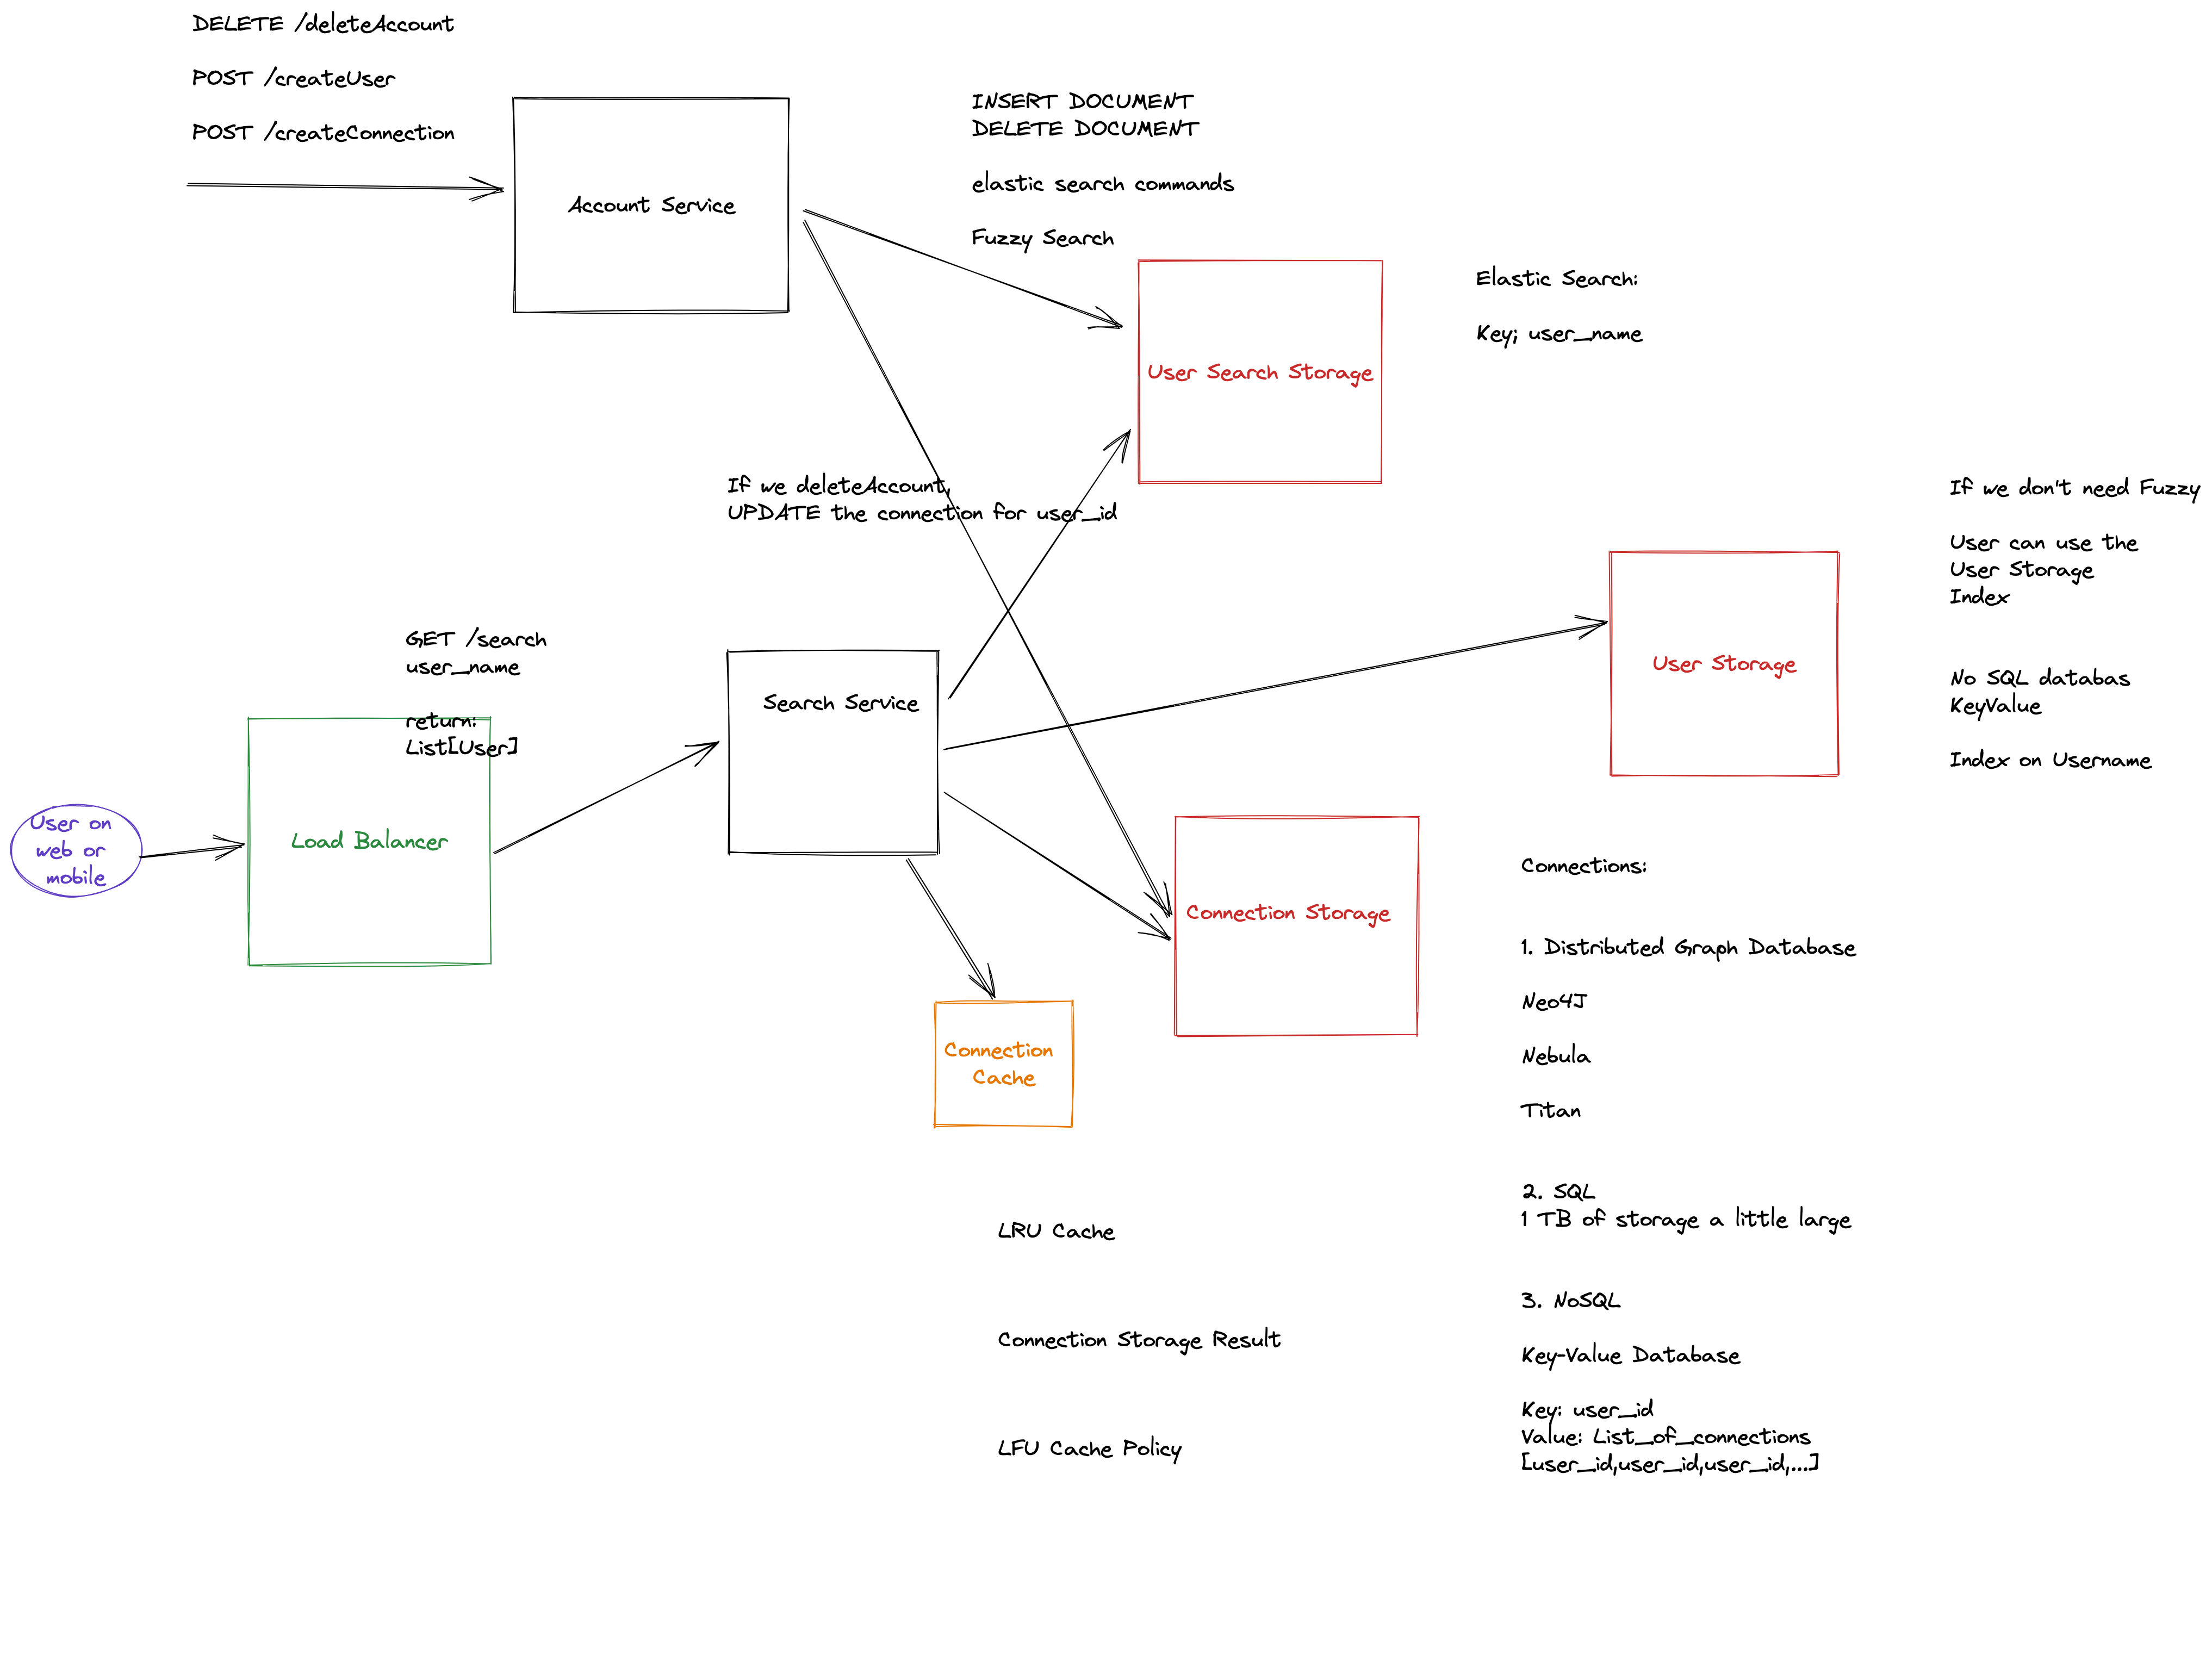 DELETE /deleteAccount
POST /createUser
POST /createConnection
Account Service
INSERT DOCUMENT
DELETE DOCUMENT
elastic search commands
Fuzzy Search
User Search Storage
Elastic Search:
Key; user_name
If we deleteAccount,
UPDATE the connection for user_id
If we don't need Fuzzy
User can use the
User Storage
Index
No SQL databas
KeyValue
Index on Username
User Storage
GET /search
user_name
return:
List[User]
Search Service
User on
web or
mobile
Load Balancer
Connection Storage
Connection
Cache
Connections:
1. Distributed Graph Database
Neo4J
Nebula
Titan
2. SQL
1 TB of storage a little large
3. NoSQL
Key-Value Database
Key: user_id
Value: List_of_connections
[user_id,user_id,user_id,...]
LRU Cache
Connection Storage Result
LFU Cache Policy